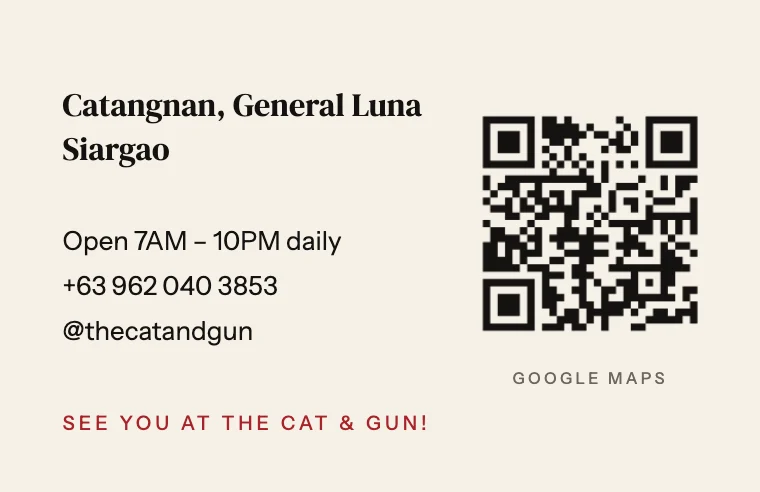 Catangnan, General Luna
Siargao
Open 7AM – 10PM daily
+63 962 040 3853
@thecatandgun
GOOGLE MAPS
SEE YOU AT THE CAT & GUN!